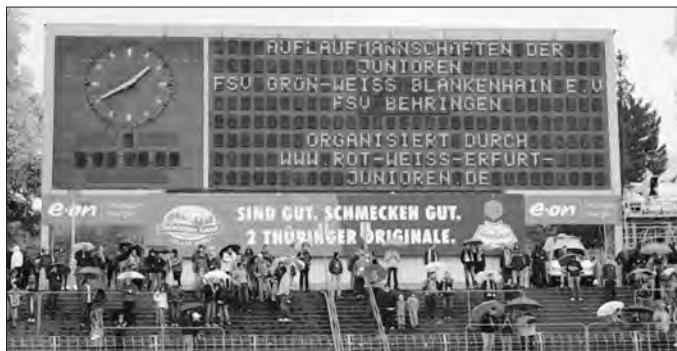 AUFLAUFMANNSCHAFTEN DER
JUNIOREN
FSV GRÜN-WEISS BLANKENHAIN E.V
FSV BEHRINGEN
ORGANISIERT DURCH
WWW.ROT-WEISS-ERFURT-
JUNIOREN.DE
e·on
SIND GUT. SCHMECKEN GUT.
2 THÜRINGER ORIGINALE.
e·on